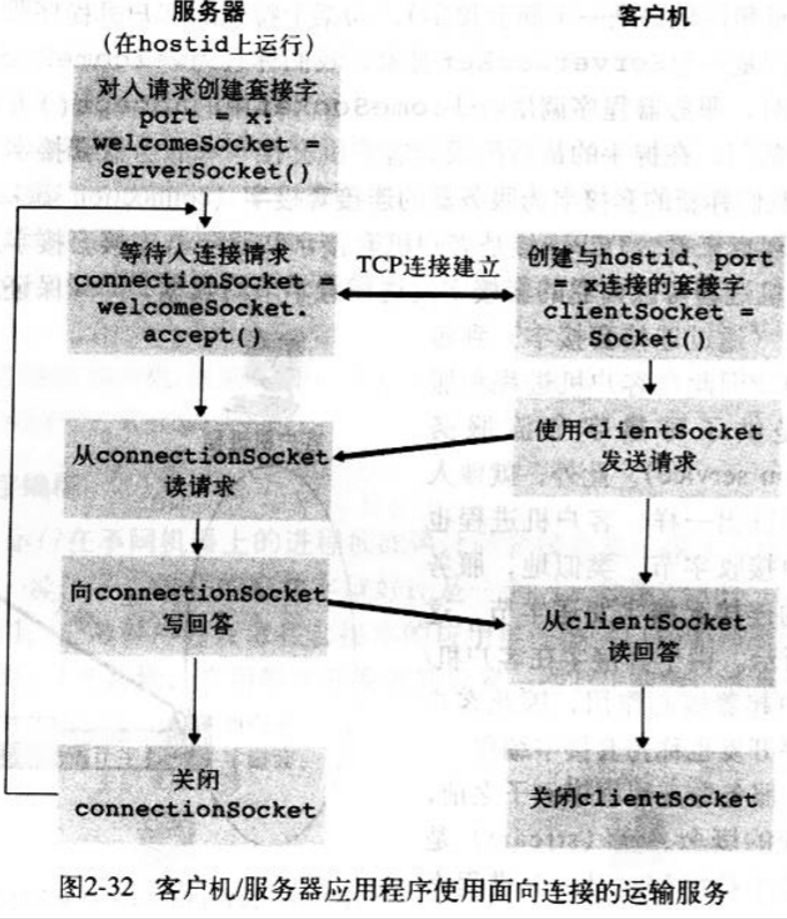 服务器
(在hostid上运行)
对人请求创建套接字
port = x:
welcomeSocket =
ServerSocket()
等待人连接请求
connectionSocket =
welcomeSocket.
accept()
从connectionSocket
读请求
向connectionSocket
写回答
关闭
connectionSocket
TCP连接建立
客户机
创建与hostid、port
= x连接的套接字
clientSocket =
Socket()
使用clientSocket
发送请求
从clientSocket
读回答
关闭clientSocket
图2-32 客户机/服务器应用程序使用面向连接的运输服务